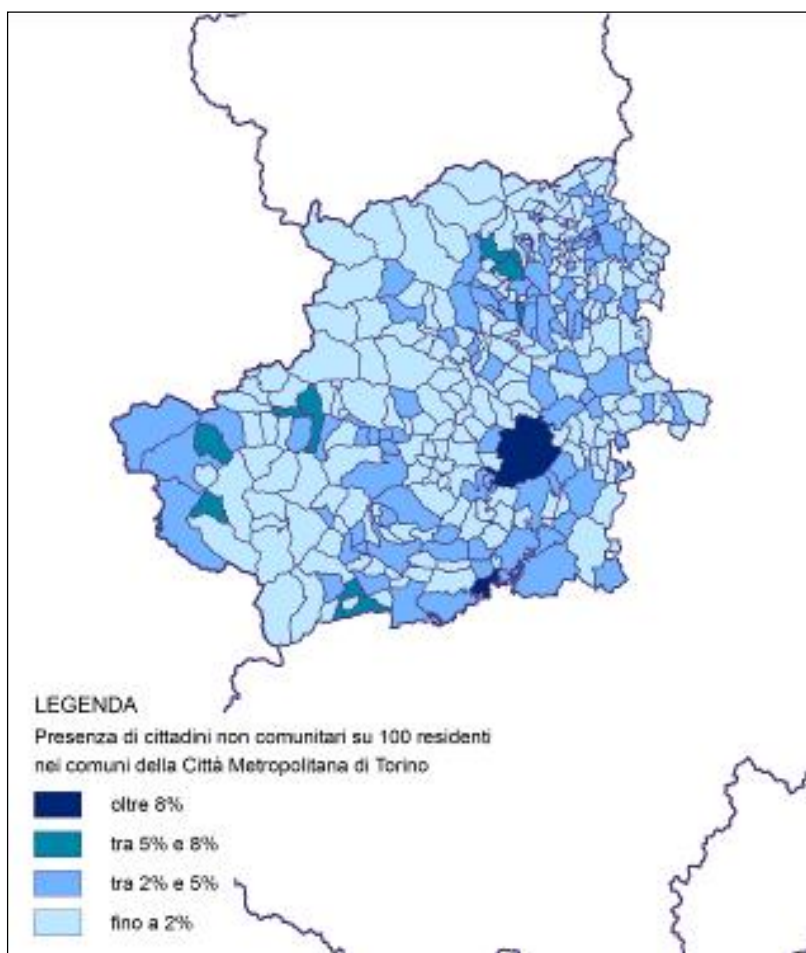 LEGENDA
Presenza di cittadini non comunitari su 100 residenti
nei comuni della Città Metropolitana di Torino
oltre 8%
tra 5% e 8%
tra 2% e 5%
fino a 2%